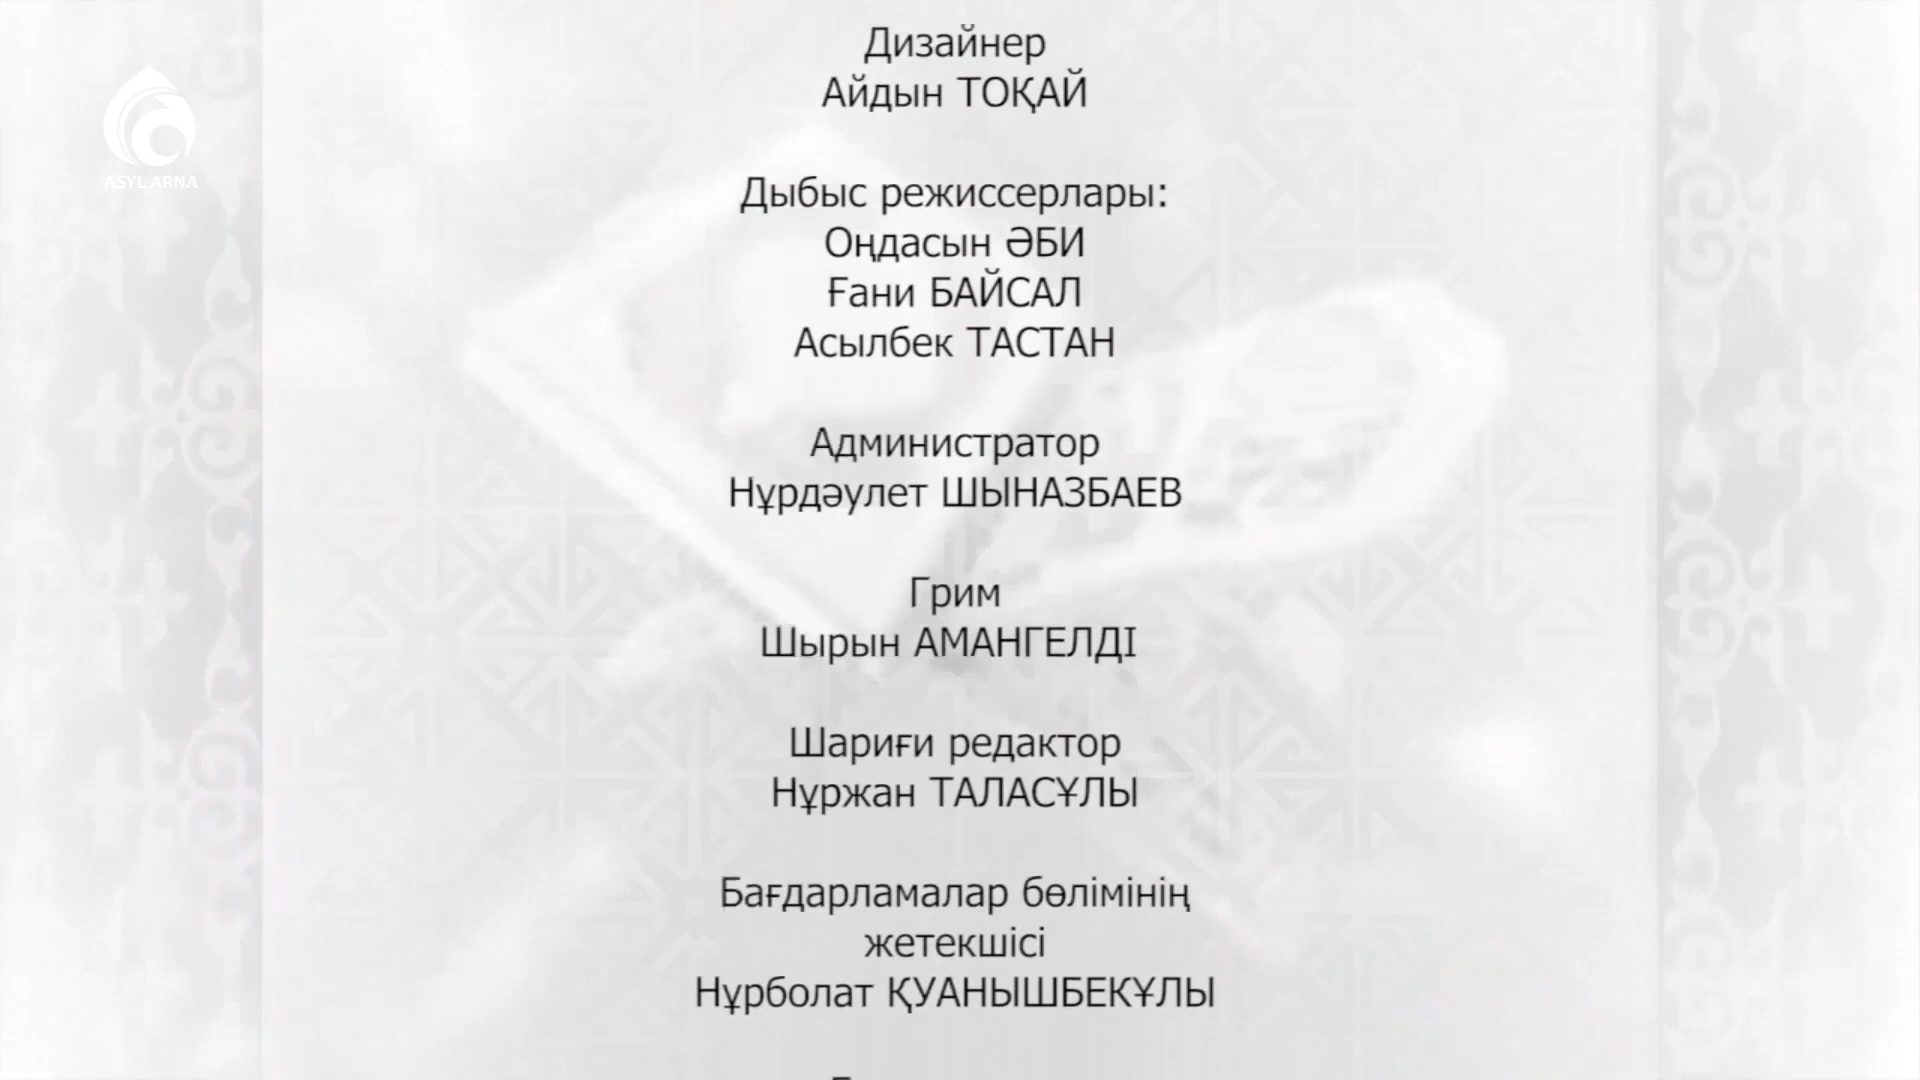 Дизайнер
Айдын ТОҚАЙ
ASYL ARNA
Дыбыс режиссерлары:
Оңдасын ӘБИ
Ғани БАЙСАЛ
Асылбек ТАСТАН
Администратор
Нұрдәулет ШЫНАЗБАЕВ
Грим
Шырын АМАНГЕЛДІ
Шариғи редактор
Нұржан ТАЛАСҰЛЫ
Бағдарламалар бөлімінің
жетекшісі
Нұрболат ҚУАНЫШБЕКҰЛЫ